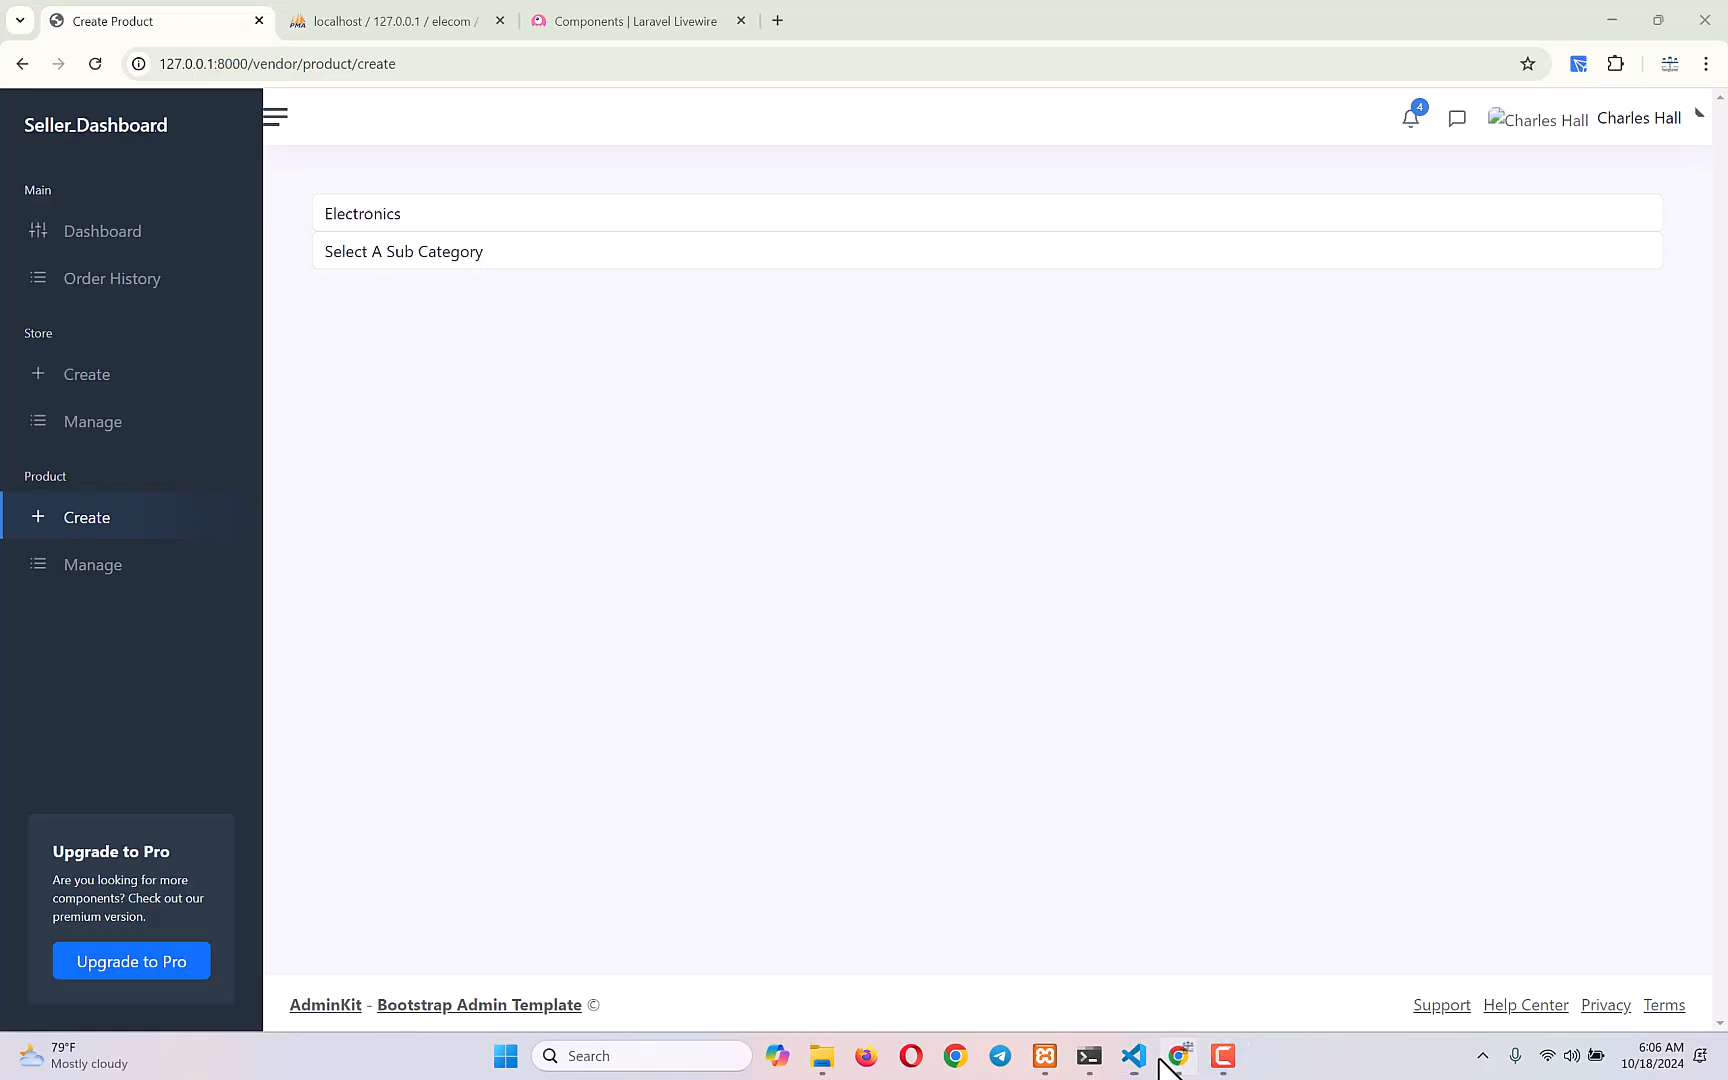 Create Product
localhost / 127.0.0.1 / elecom /
Components | Laravel Livewire
127.0.0.1:8000/vendor/product/create
Seller_Dashboard
4
Charles Hall
Charles Hall
Main
Dashboard
Order History
Store
Create
Manage
Product
Create
Manage
Electronics
Select A Sub Category
Upgrade to Pro
Are you looking for more
components? Check out our
premium version.
Upgrade to Pro
AdminKit - Bootstrap Admin Template ©
Support Help Center Privacy Terms
79°F
Mostly cloudy
Search
6:06 AM
10/18/2024